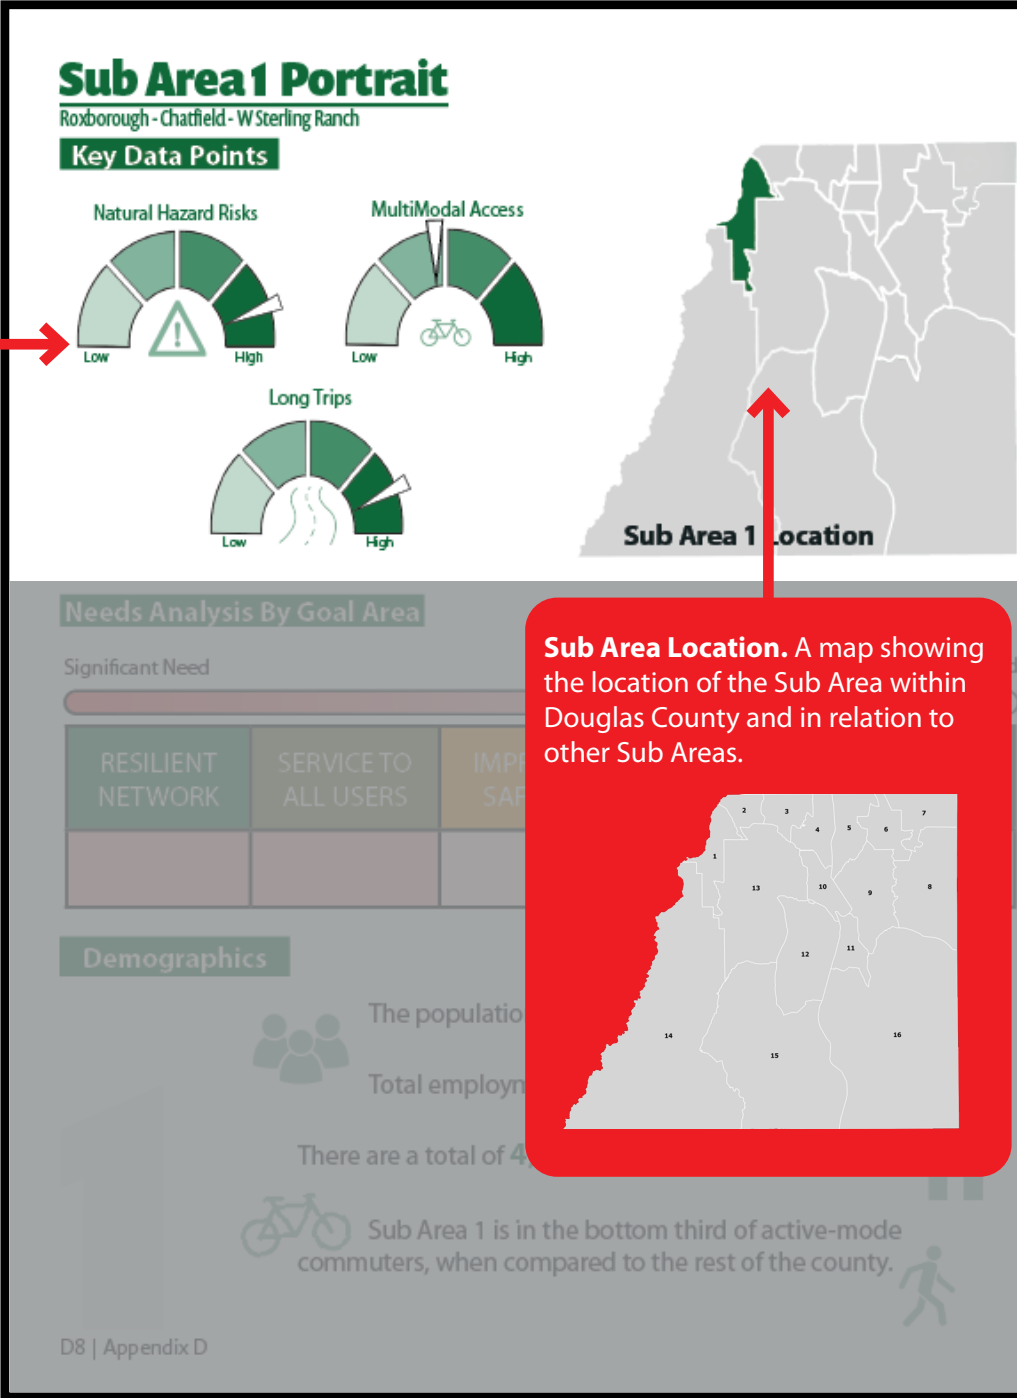 Sub Area 1 Portrait
Roxborough - Chatfield - W Sterling Ranch
Key Data Points
Natural Hazard Risks
MultiModal Access
Low
High
Low
High
Long Trips
Low
High
Sub Area 1 Location
Needs Analysis By Goal Area
Significant Need
RESILIENT
NETWORK
SERVICE TO
ALL USERS
Sub Area Location. A map showing
the location of the Sub Area within
Douglas County and in relation to
other Sub Areas.
2
3
4
5
6
7
1
13
10
9
8
12
11
14
15
16
Demographics
The
Total
There are a total of
Sub Area 1 is in the bottom third of active-mode
commuters, when compared to the rest of the county.
1
D8 | Appendix D